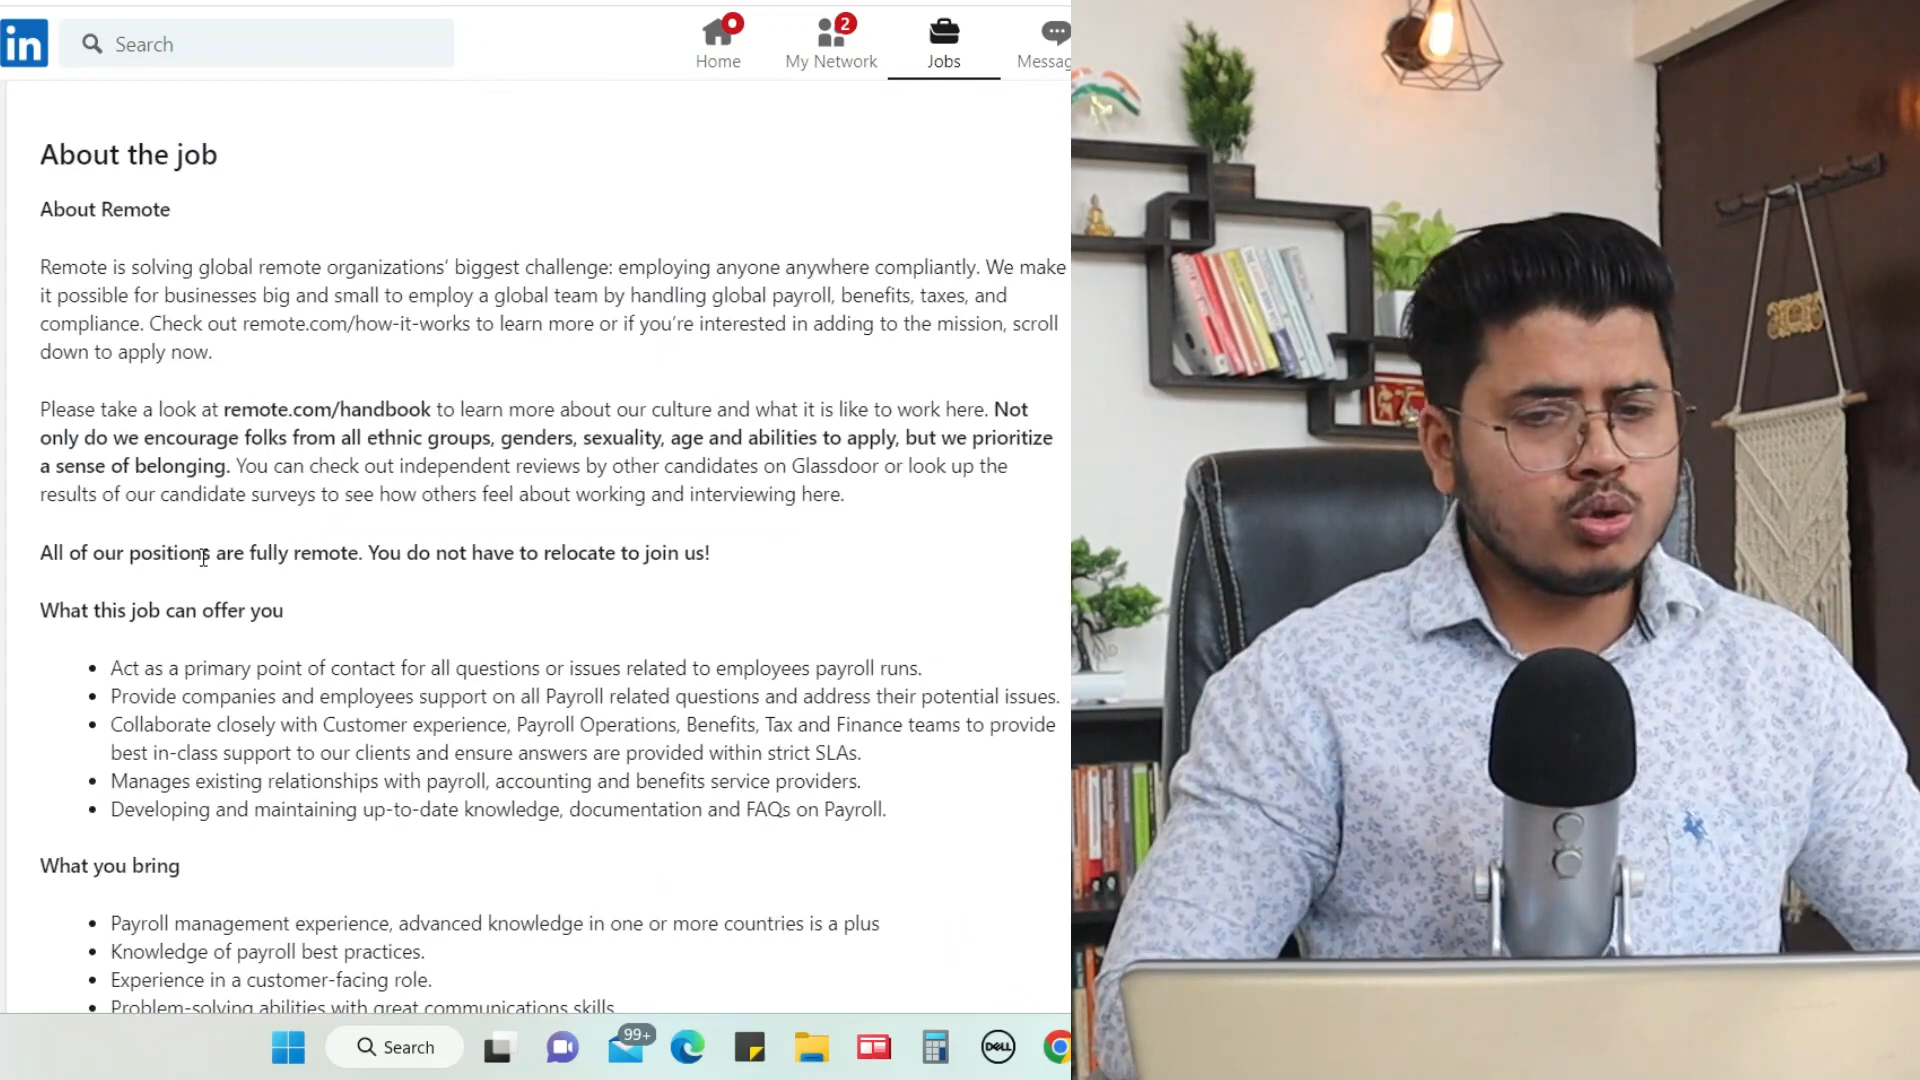 in
Search
2
Home
My Network
Jobs
Messag
About the job
About Remote
Remote is solving global remote organizations’ biggest challenge: employing anyone anywhere compliantly. We make
it possible for businesses big and small to employ a global team by handling global payroll, benefits, taxes, and
compliance. Check out remote.com/how-it-works to learn more or if you’re interested in adding to the mission, scroll
down to apply now.
Please take a look at remote.com/handbook to learn more about our culture and what it is like to work here. Not
only do we encourage folks from all ethnic groups, genders, sexuality, age and abilities to apply, but we prioritize
a sense of belonging. You can check out independent reviews by other candidates on Glassdoor or look up the
results of our candidate surveys to see how others feel about working and interviewing here.
All of our positions are fully remote. You do not have to relocate to join us!
What this job can offer you
• Act as a primary point of contact for all questions or issues related to employees payroll runs.
• Provide companies and employees support on all Payroll related questions and address their potential issues.
• Collaborate closely with Customer experience, Payroll Operations, Benefits, Tax and Finance teams to provide
best in-class support to our clients and ensure answers are provided within strict SLAs.
• Manages existing relationships with payroll, accounting and benefits service providers.
• Developing and maintaining up-to-date knowledge, documentation and FAQs on Payroll.
What you bring
• Payroll management experience, advanced knowledge in one or more countries is a plus
• Knowledge of payroll best practices.
• Experience in a customer-facing role.
• Problem-solving abilities with great communications skills
Search
99+
DELL